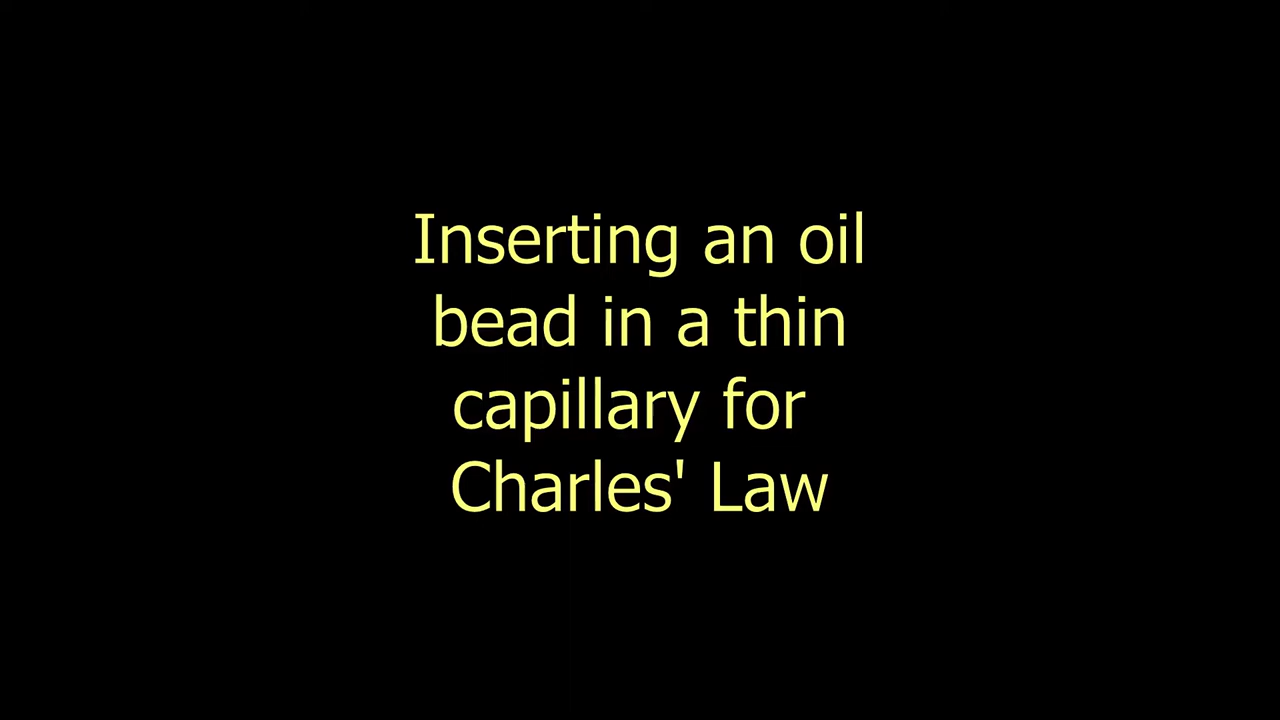 Inserting an oil
bead in a thin
capillary for
Charles' Law